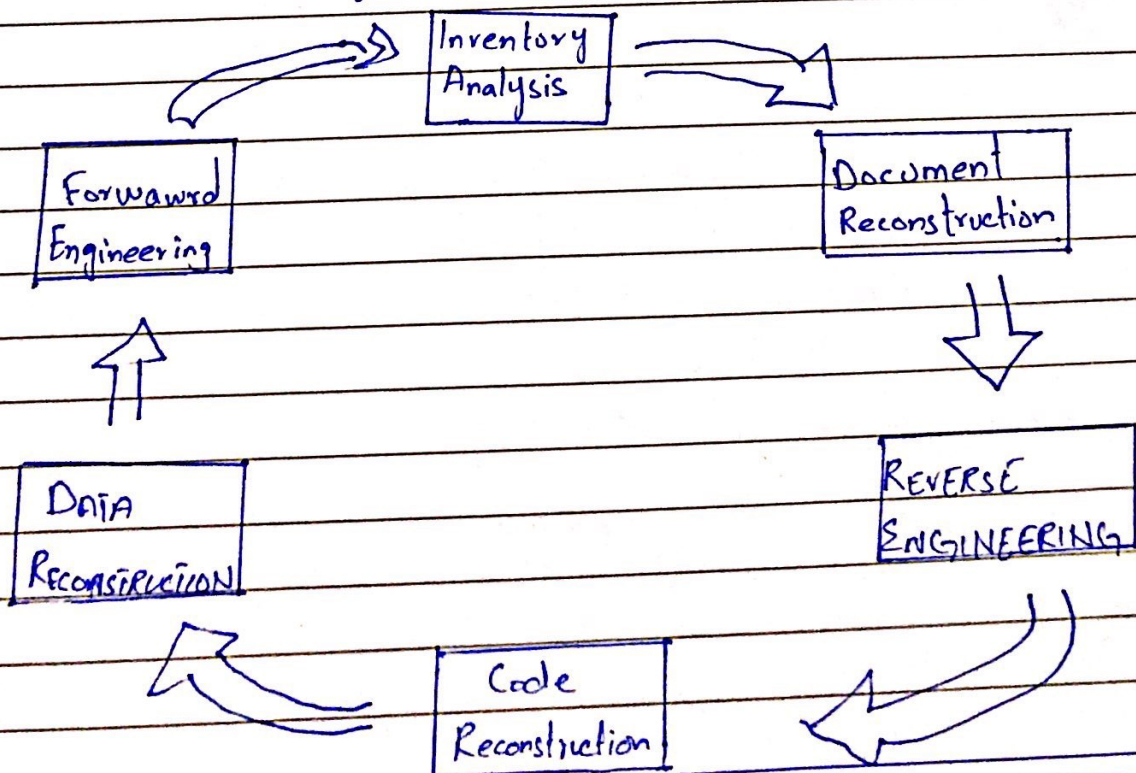 Inventory
Analysis
Document
Reconstruction
REVERSE
ENGINEERING
Code
Reconstruction
DATA
RECONSTRUCTION
Forwawrd
Engineering